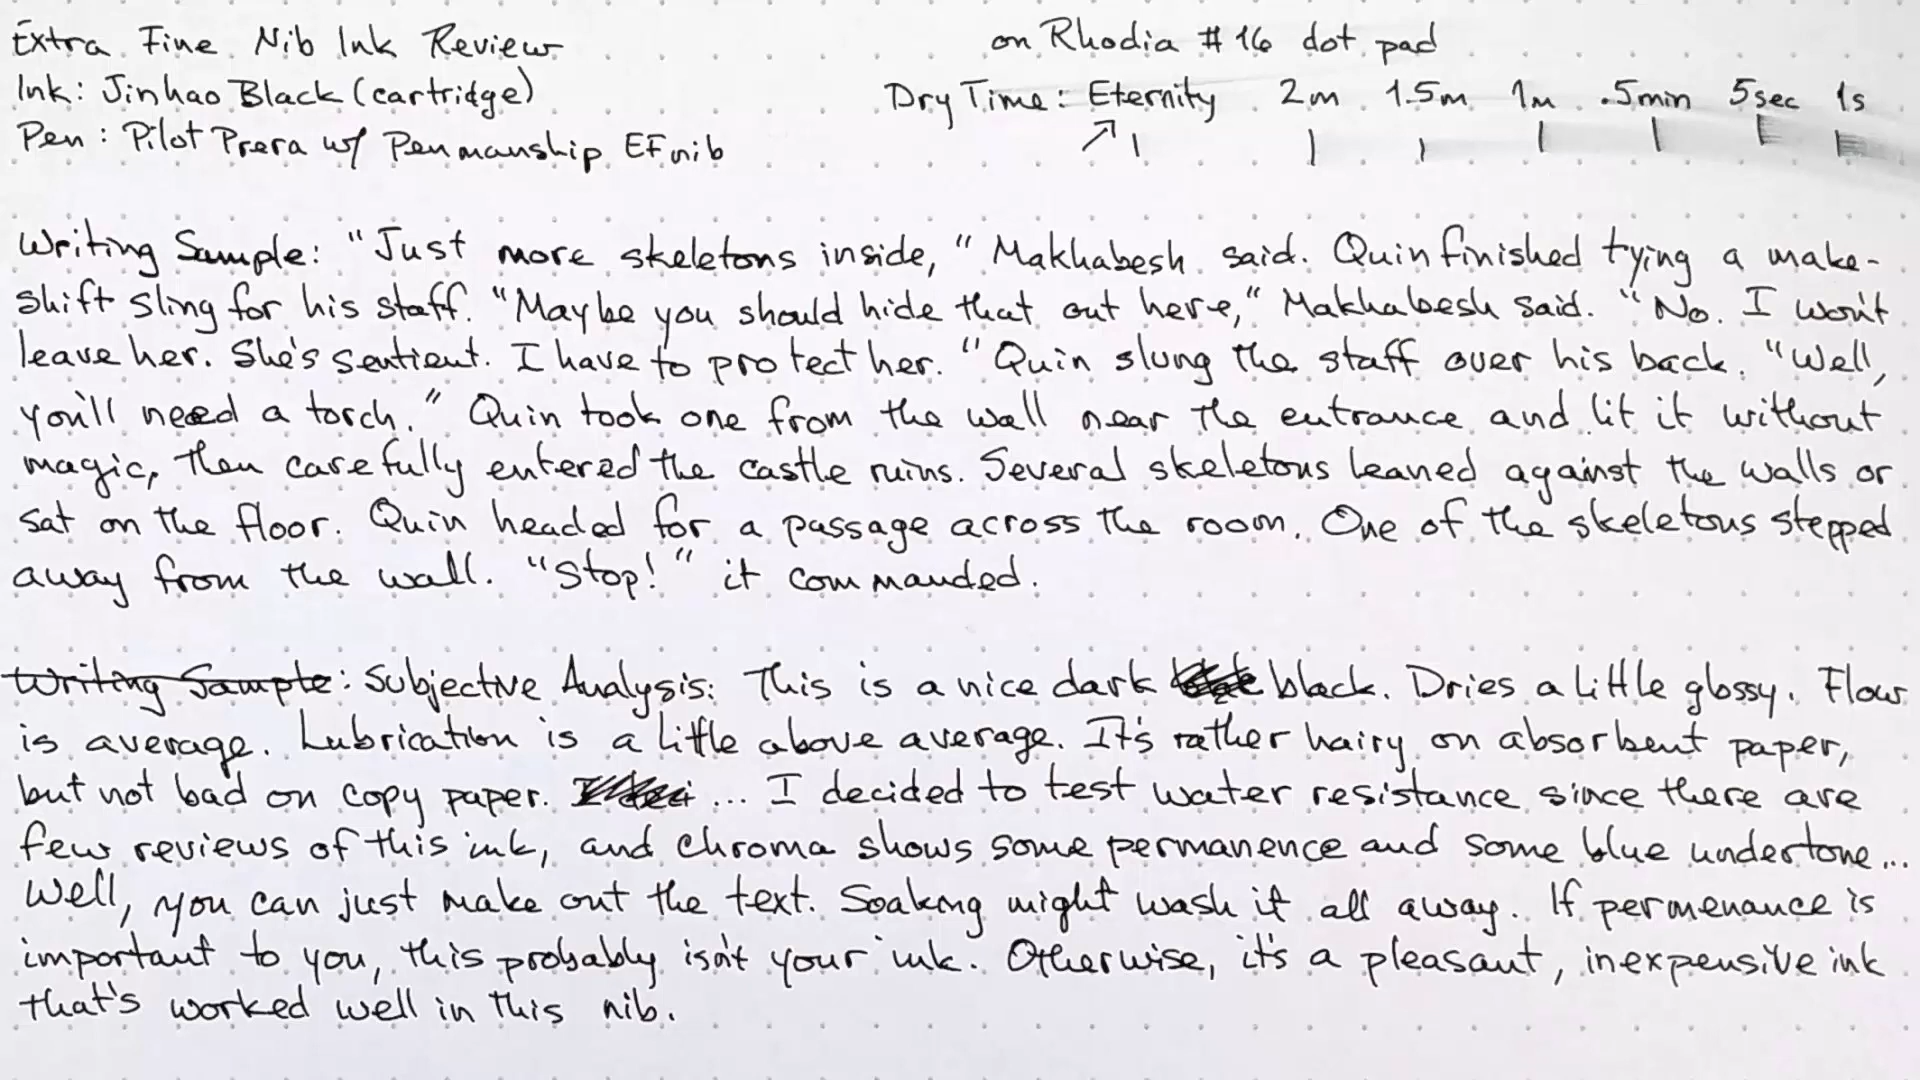 Extra Fine Nib Ink Review
on Rhodia #16 dot pad
Ink: Jinhao Black (cartridge)
Dry Time: Eternity 2m 1.5m 1m .5min 5sec 1s
Pen: Pilot Prera w/ Penmanship EF nib
Writing Sample: "Just more skeletons inside," Makhabesh said. Quin finished tying a make-
shift sling for his staff. "Maybe you should hide that out here," Makhabesh said. "No. I won't
leave her. She's sentient. I have to protect her." Quin slung the staff over his back. "Well,
you'll need a torch." Quin took one from the wall near the entrance and lit it without
magic, then carefully entered the castle ruins. Several skeletons leaned against the walls or
sat on the floor. Quin headed for a passage across the room. One of the skeletons stepped
away from the wall. "Stop!" it commanded.
Writing Sample: Subjective Analysis: This is a nice dark black. Dries a little glossy. Flow
is average. Lubrication is a little above average. It's rather hairy on absorbent paper,
but not bad on copy paper. ... I decided to test water resistance since there are
few reviews of this ink, and chroma shows some permanence and some blue undertone...
Well, you can just make out the text. Soaking might wash it all away. If permenance is
important to you, this probably isn't your ink. Otherwise, it's a pleasant, inexpensive ink
that's worked well in this nib.